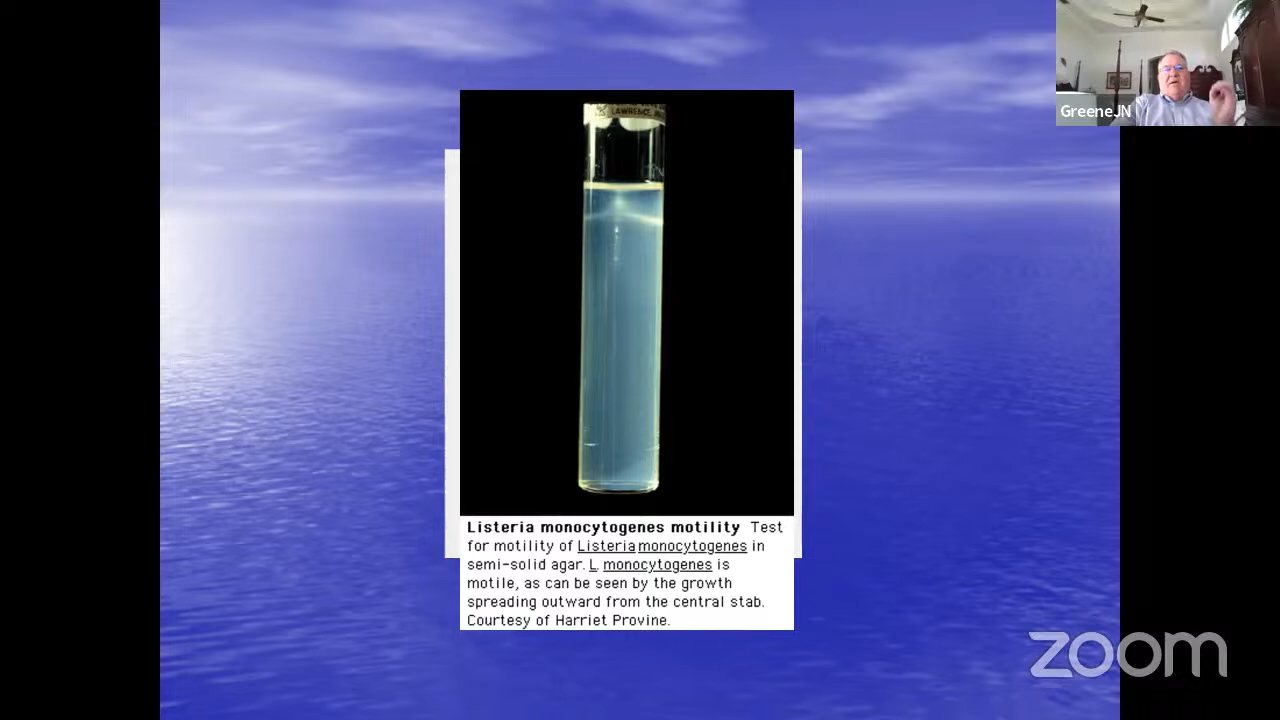 LAWRENCE
GreeneJN
Listeria monocytogenes motility Test
for motility of Listeria monocytogenes in
semi-solid agar. L. monocytogenes is
motile, as can be seen by the growth
spreading outward from the central stab.
Courtesy of Harriet Provine.
zoom